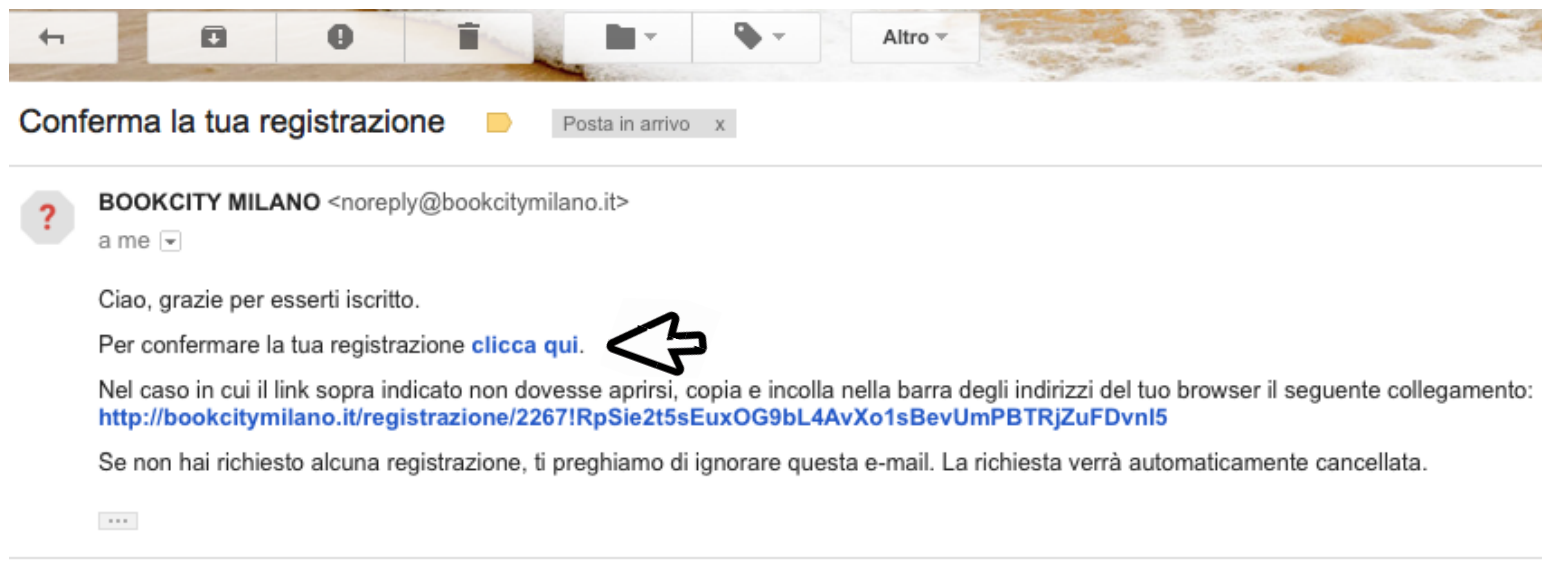 Altro
Conferma la tua registrazione Posta in arrivo x
BOOKCITY MILANO <noreply@bookcitymilano.it>
a me
Ciao, grazie per esserti iscritto.
Per confermare la tua registrazione clicca qui.
Nel caso in cui il link sopra indicato non dovesse aprirsi, copia e incolla nella barra degli indirizzi del tuo browser il seguente collegamento:
http://bookcitymilano.it/registrazione/2267!RpSie2t5sEuxOG9bL4AvXo1sBevUmPBTRjZuFDvnI5
Se non hai richiesto alcuna registrazione, ti preghiamo di ignorare questa e-mail. La richiesta verrà automaticamente cancellata.